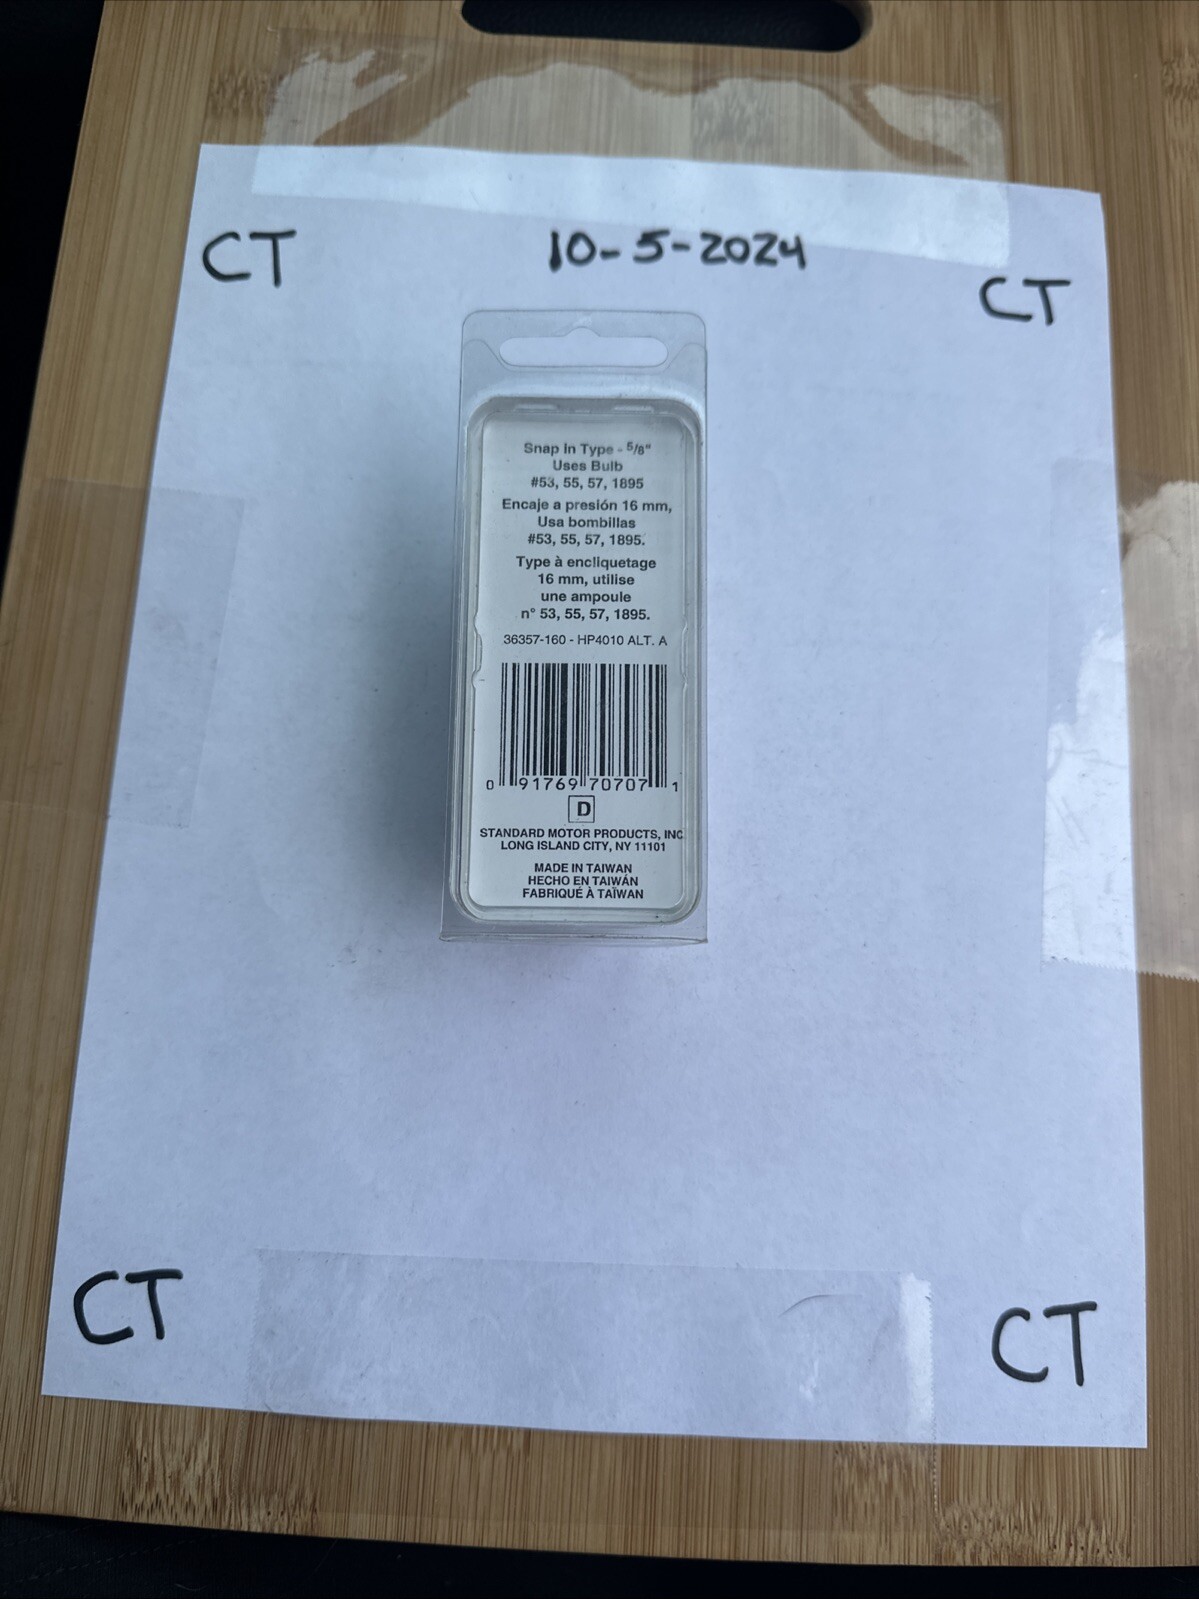 CT
10-5-2024
CT
Snap In Type - 5/8"
Uses Bulb
#53, 55, 57, 1895
Encaje a presión 16 mm,
Usa bombillas
#53, 55, 57, 1895.
Type à encliquetage
16 mm, utilise
une ampoule
n° 53, 55, 57, 1895.
36357-160 - HP4010 ALT. A
0 91769 70707 1
D
STANDARD MOTOR PRODUCTS, INC
LONG ISLAND CITY, NY 11101
MADE IN TAIWAN
HECHO EN TAIWÁN
FABRIQUÉ À TAÏWAN
CT
CT